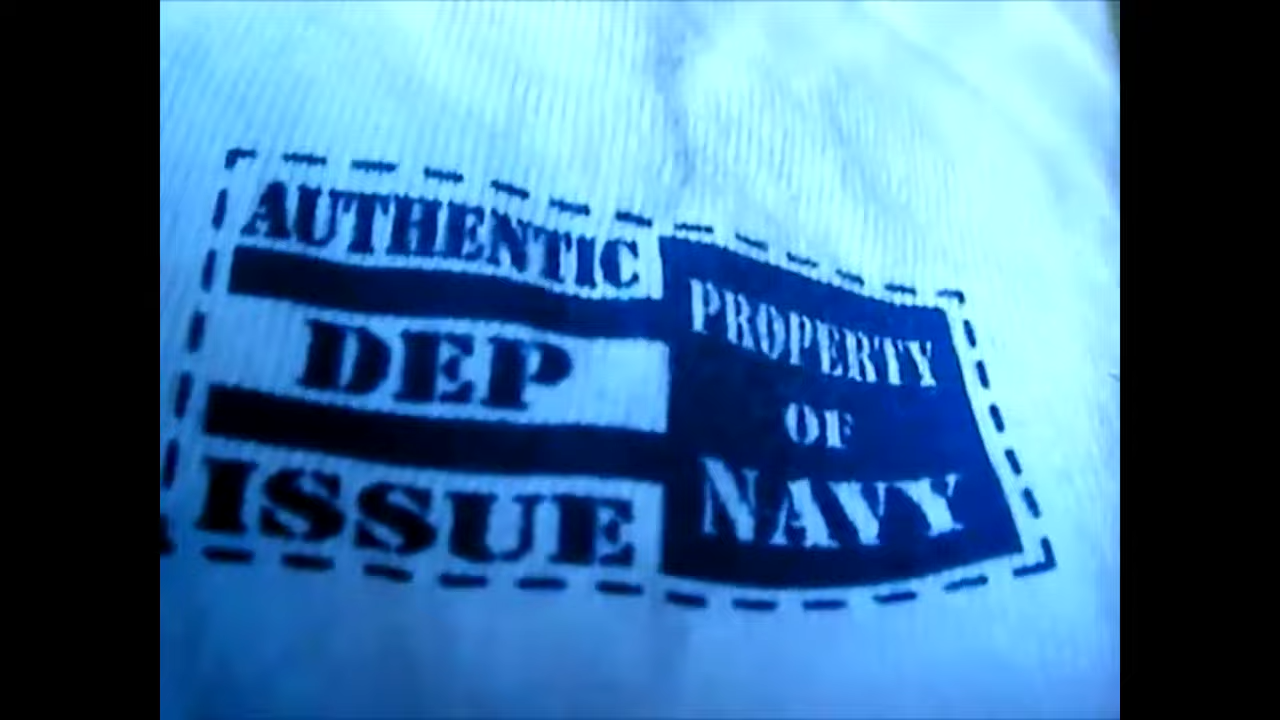 AUTHENTIC
DEP
ISSUE
PROPERTY
OF
NAVY